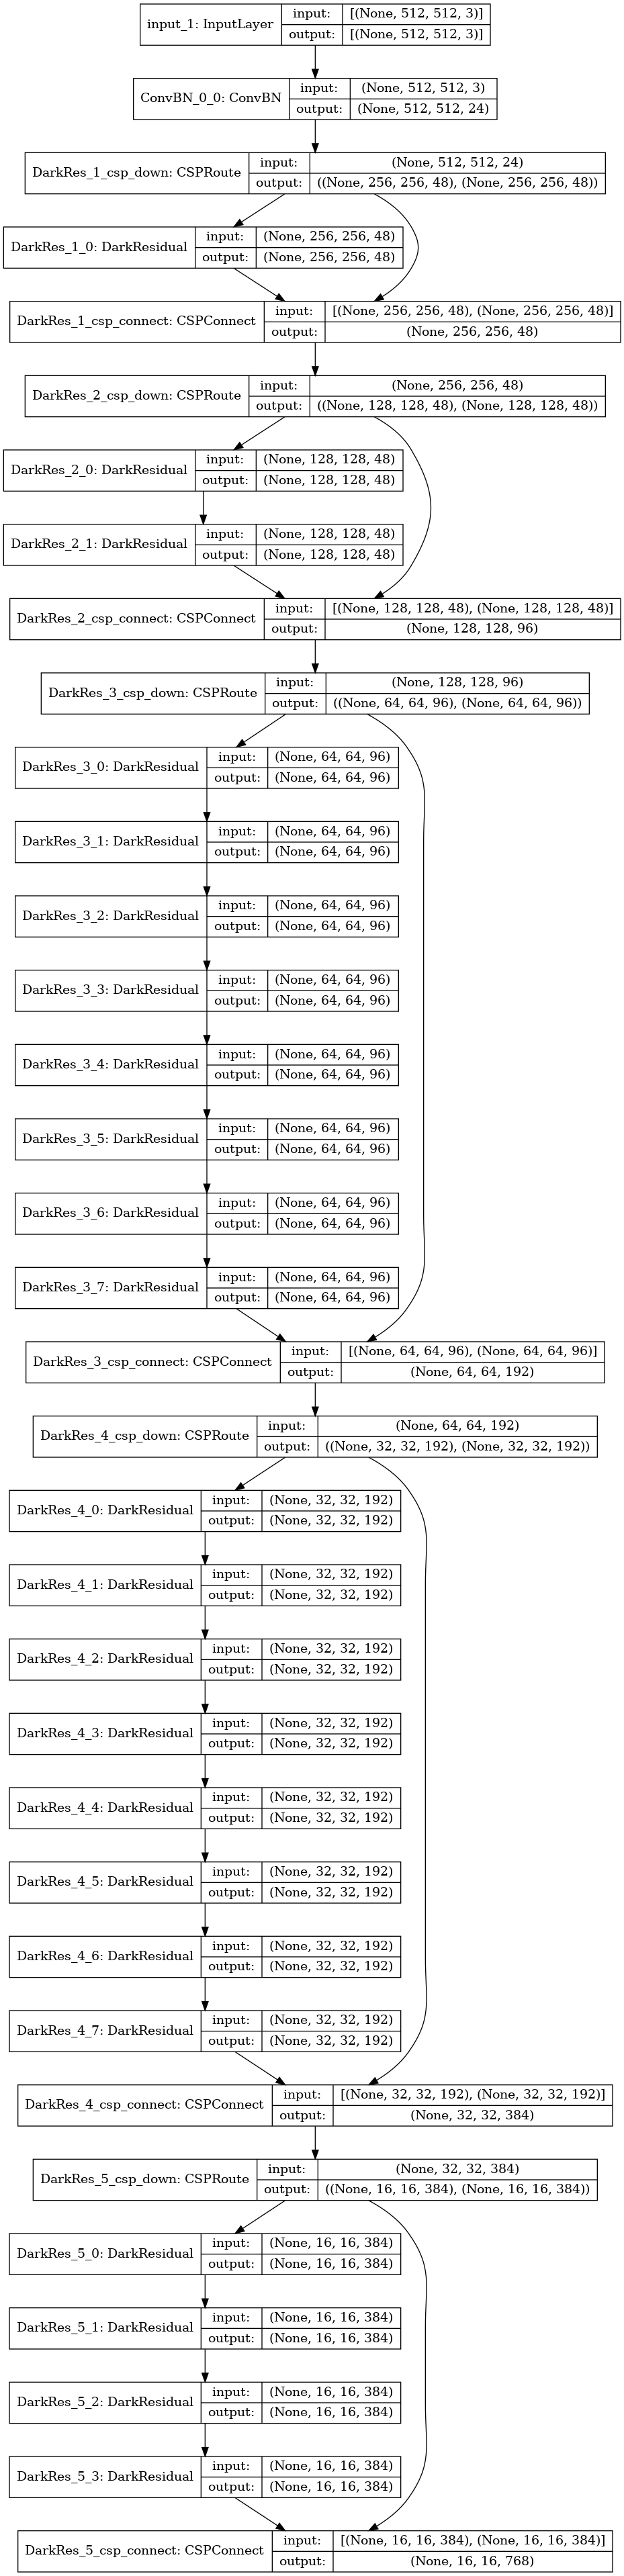 input_1: InputLayer
input: [(None, 512, 512, 3)]
output: [(None, 512, 512, 3)]
ConvBN_0_0: ConvBN
input: (None, 512, 512, 3)
output: (None, 512, 512, 24)
DarkRes_1_csp_down: CSPRoute
input: (None, 512, 512, 24)
output: ((None, 256, 256, 48), (None, 256, 256, 48))
DarkRes_1_0: DarkResidual
input: (None, 256, 256, 48)
output: (None, 256, 256, 48)
DarkRes_1_csp_connect: CSPConnect
input: [(None, 256, 256, 48), (None, 256, 256, 48)]
output: (None, 256, 256, 48)
DarkRes_2_csp_down: CSPRoute
input: (None, 256, 256, 48)
output: ((None, 128, 128, 48), (None, 128, 128, 48))
DarkRes_2_0: DarkResidual
input: (None, 128, 128, 48)
output: (None, 128, 128, 48)
DarkRes_2_1: DarkResidual
input: (None, 128, 128, 48)
output: (None, 128, 128, 48)
DarkRes_2_csp_connect: CSPConnect
input: [(None, 128, 128, 48), (None, 128, 128, 48)]
output: (None, 128, 128, 96)
DarkRes_3_csp_down: CSPRoute
input: (None, 128, 128, 96)
output: ((None, 64, 64, 96), (None, 64, 64, 96))
DarkRes_3_0: DarkResidual
input: (None, 64, 64, 96)
output: (None, 64, 64, 96)
DarkRes_3_1: DarkResidual
input: (None, 64, 64, 96)
output: (None, 64, 64, 96)
DarkRes_3_2: DarkResidual
input: (None, 64, 64, 96)
output: (None, 64, 64, 96)
DarkRes_3_3: DarkResidual
input: (None, 64, 64, 96)
output: (None, 64, 64, 96)
DarkRes_3_4: DarkResidual
input: (None, 64, 64, 96)
output: (None, 64, 64, 96)
DarkRes_3_5: DarkResidual
input: (None, 64, 64, 96)
output: (None, 64, 64, 96)
DarkRes_3_6: DarkResidual
input: (None, 64, 64, 96)
output: (None, 64, 64, 96)
DarkRes_3_7: DarkResidual
input: (None, 64, 64, 96)
output: (None, 64, 64, 96)
DarkRes_3_csp_connect: CSPConnect
input: [(None, 64, 64, 96), (None, 64, 64, 96)]
output: (None, 64, 64, 192)
DarkRes_4_csp_down: CSPRoute
input: (None, 64, 64, 192)
output: ((None, 32, 32, 192), (None, 32, 32, 192))
DarkRes_4_0: DarkResidual
input: (None, 32, 32, 192)
output: (None, 32, 32, 192)
DarkRes_4_1: DarkResidual
input: (None, 32, 32, 192)
output: (None, 32, 32, 192)
DarkRes_4_2: DarkResidual
input: (None, 32, 32, 192)
output: (None, 32, 32, 192)
DarkRes_4_3: DarkResidual
input: (None, 32, 32, 192)
output: (None, 32, 32, 192)
DarkRes_4_4: DarkResidual
input: (None, 32, 32, 192)
output: (None, 32, 32, 192)
DarkRes_4_5: DarkResidual
input: (None, 32, 32, 192)
output: (None, 32, 32, 192)
DarkRes_4_6: DarkResidual
input: (None, 32, 32, 192)
output: (None, 32, 32, 192)
DarkRes_4_7: DarkResidual
input: (None, 32, 32, 192)
output: (None, 32, 32, 192)
DarkRes_4_csp_connect: CSPConnect
input: [(None, 32, 32, 192), (None, 32, 32, 192)]
output: (None, 32, 32, 384)
DarkRes_5_csp_down: CSPRoute
input: (None, 32, 32, 384)
output: ((None, 16, 16, 384), (None, 16, 16, 384))
DarkRes_5_0: DarkResidual
input: (None, 16, 16, 384)
output: (None, 16, 16, 384)
DarkRes_5_1: DarkResidual
input: (None, 16, 16, 384)
output: (None, 16, 16, 384)
DarkRes_5_2: DarkResidual
input: (None, 16, 16, 384)
output: (None, 16, 16, 384)
DarkRes_5_3: DarkResidual
input: (None, 16, 16, 384)
output: (None, 16, 16, 384)
DarkRes_5_csp_connect: CSPConnect
input: [(None, 16, 16, 384), (None, 16, 16, 384)]
output: (None, 16, 16, 768)